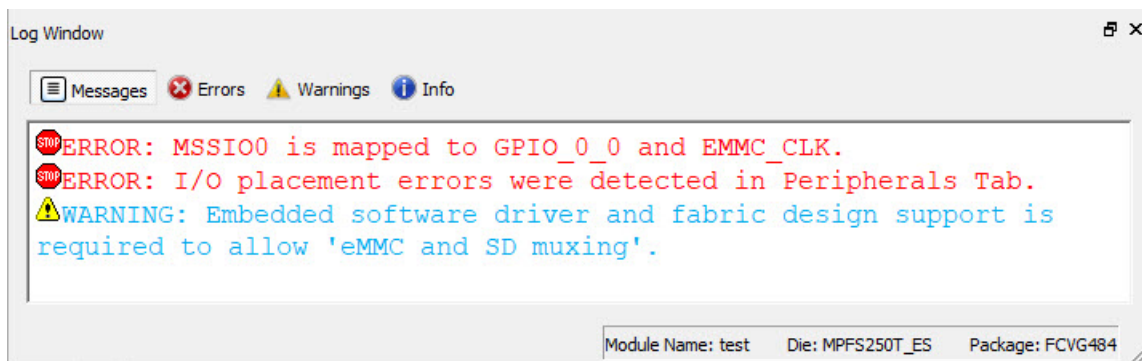 Log Window
Messages Errors Warnings Info
ERROR: MSSIO0 is mapped to GPIO_0_0 and EMMC_CLK.
ERROR: I/O placement errors were detected in Peripherals Tab.
WARNING: Embedded software driver and fabric design support is
required to allow 'eMMC and SD muxing'.
Module Name: test Die: MPFS250T_ES Package: FCVG484